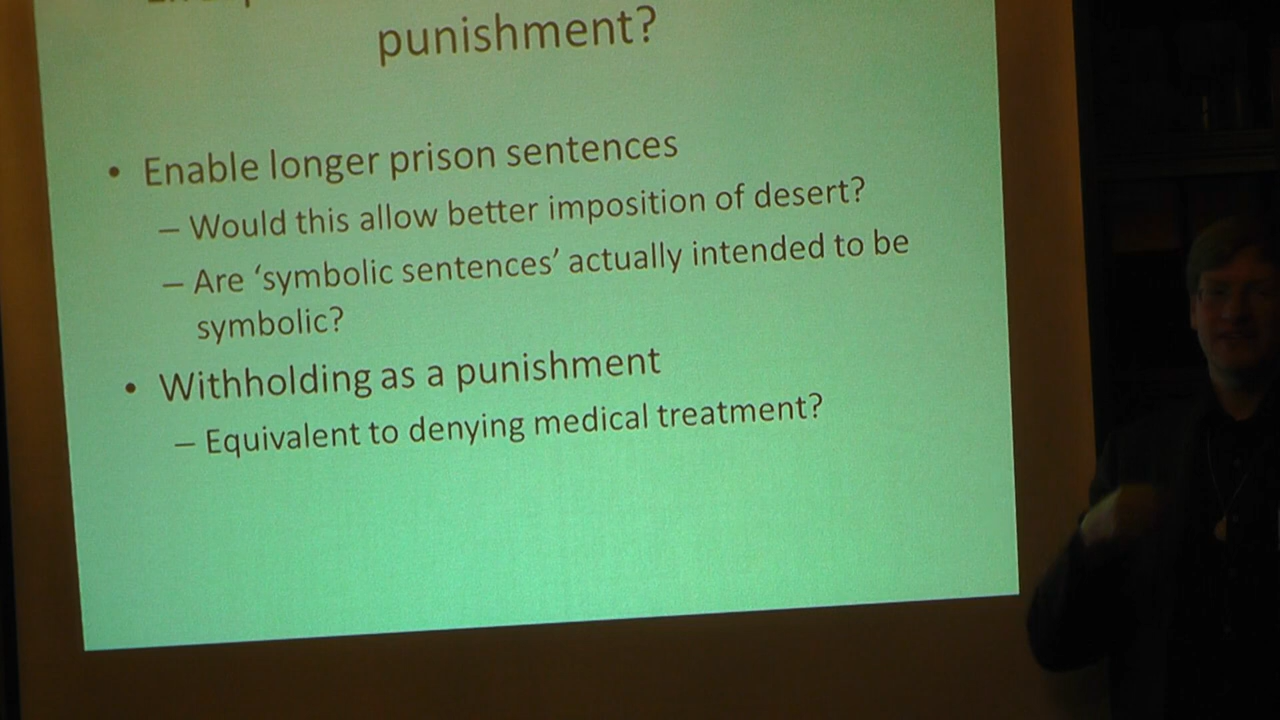 punishment?
• Enable longer prison sentences
– Would this allow better imposition of desert?
– Are ‘symbolic sentences’ actually intended to be
symbolic?
• Withholding as a punishment
– Equivalent to denying medical treatment?